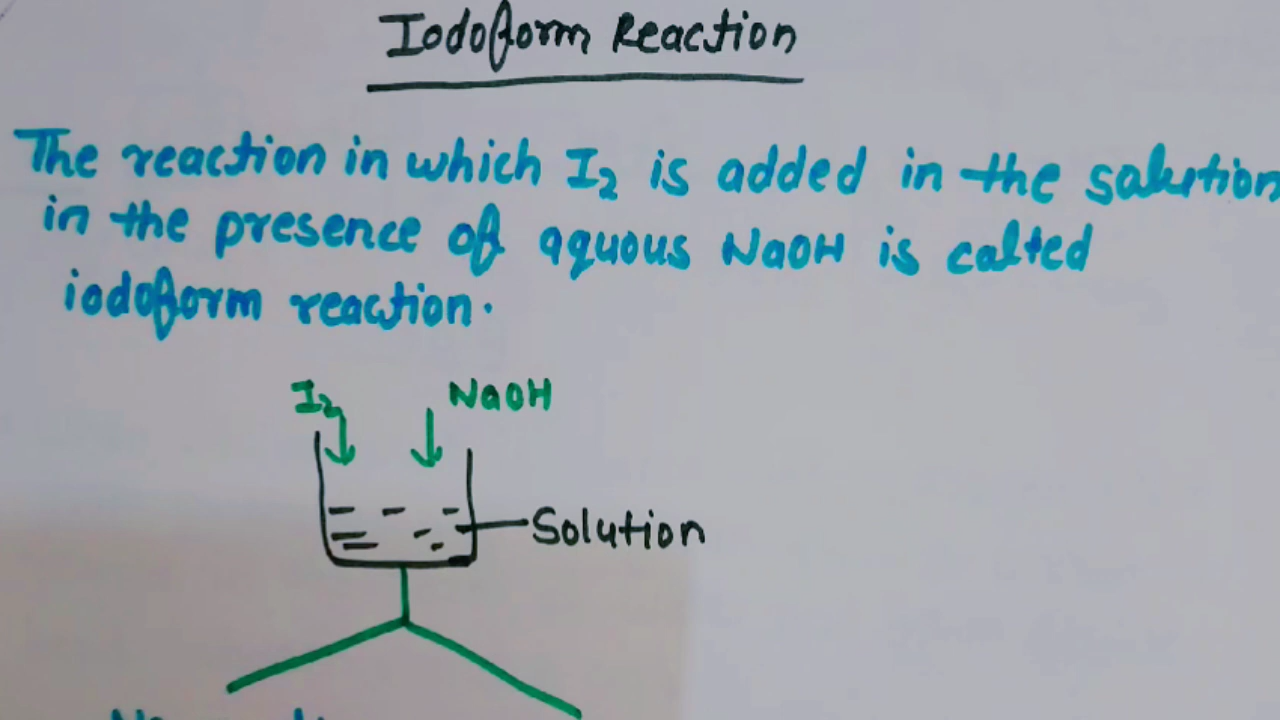 Iodoform Reaction
The reaction in which I₂ is added in the solution
in the presence of aquous NaOH is called
iodoform reaction.
I₂ NaOH
Solution